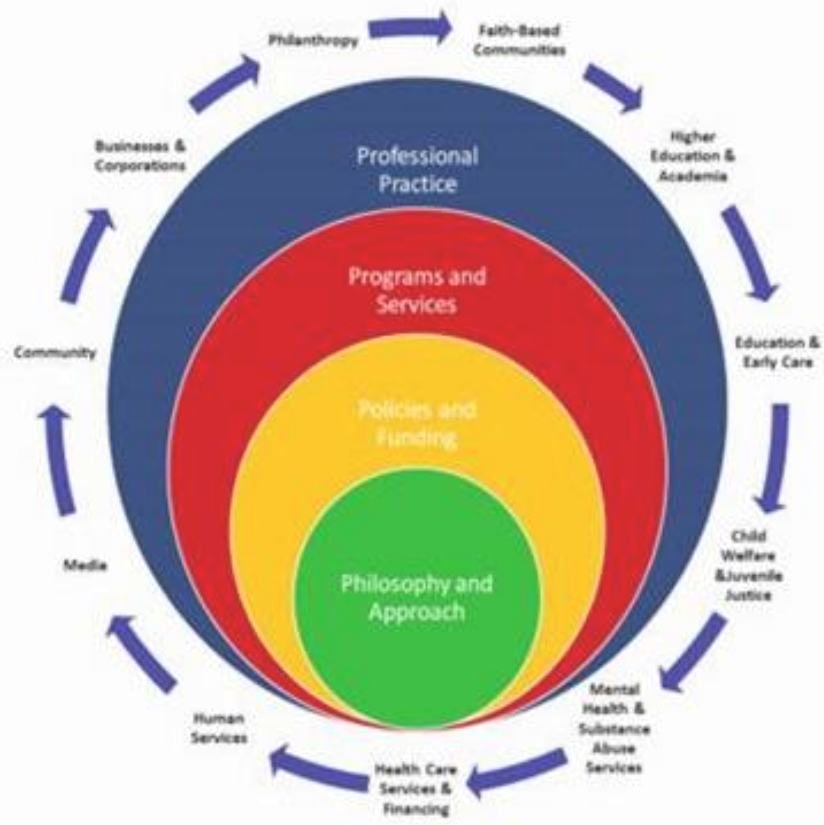 Philanthropy
Faith-Based
Communities
Higher
Education &
Academia
Education &
Early Care
Child
Welfare
&Juvenile
Justice
Mental
Health &
Substance
Abuse
Services
Health Care
Services &
Financing
Human
Services
Media
Community
Businesses &
Corporations
Professional
Practice
Programs and
Services
Policies and
Funding
Philosophy and
Approach